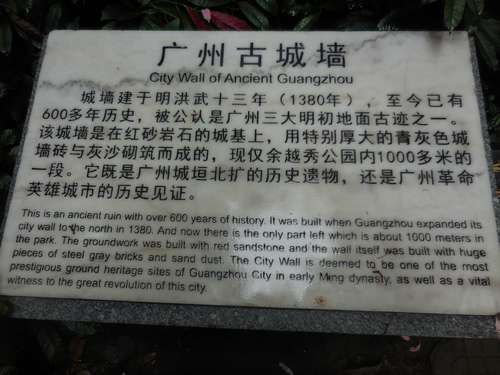 广州古城墙
City Wall of Ancient Guangzhou
城墙建于明洪武十三年（1380年），至今已有
600多年历史，被公认是广州三大明初地面古迹之一。
该城墙是在红砂岩石的城基上，用特别厚大的青灰色城
墙砖与灰沙砌筑而成的，现仅余越秀公园内1000多米的
一段。它既是广州城垣北扩的历史遗物，还是广州革命
英雄城市的历史见证。
This is an ancient ruin with over 600 years of history. It was built when Guangzhou expanded its
city wall to the north in 1380. And now there is the only part left which is about 1000 meters in
the park. The groundwork was built with red sandstone and the wall itself was built with huge
pieces of steel gray bricks and sand dust. The City Wall is deemed to be one of the most
prestigious ground heritage sites of Guangzhou City in early Ming dynasty, as well as a vital
witness to the great revolution of this city.